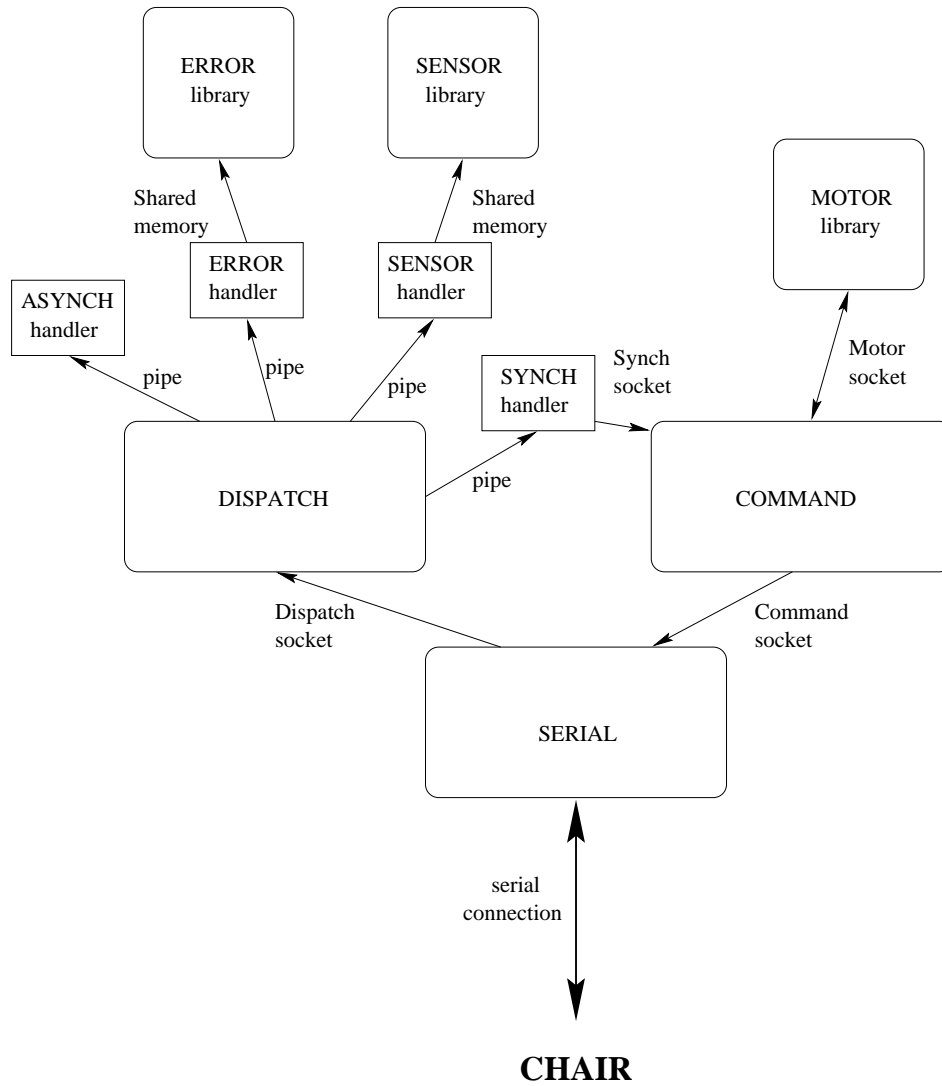 ERROR
library
SENSOR
library
MOTOR
library
Shared
memory
Shared
memory
ERROR
handler
SENSOR
handler
ASYNCH
handler
pipe
pipe
pipe
SYNCH
handler
Synch
socket
Motor
socket
DISPATCH
pipe
COMMAND
Dispatch
socket
Command
socket
SERIAL
serial
connection
CHAIR